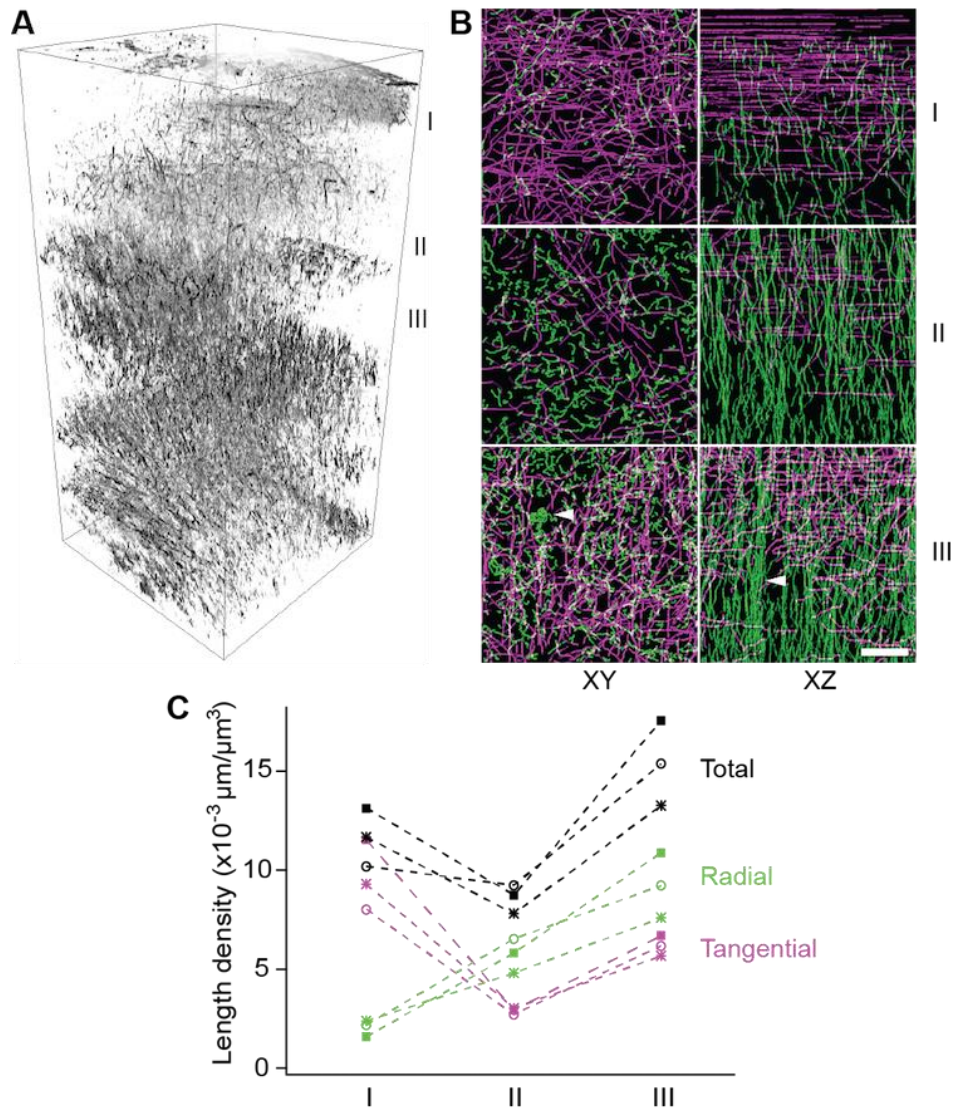 A
I
II
III
B
I
II
III
XY XZ
C
Length density (x10⁻³ μm/μm³)
15
10
5
0
Total
Radial
Tangential
I II III